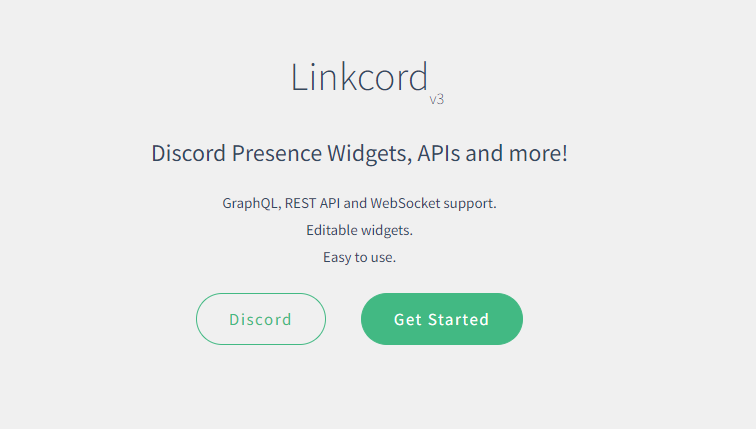 Linkcord v3
Discord Presence Widgets, APIs and more!
GraphQL, REST API and WebSocket support.
Editable widgets.
Easy to use.
Discord Get Started